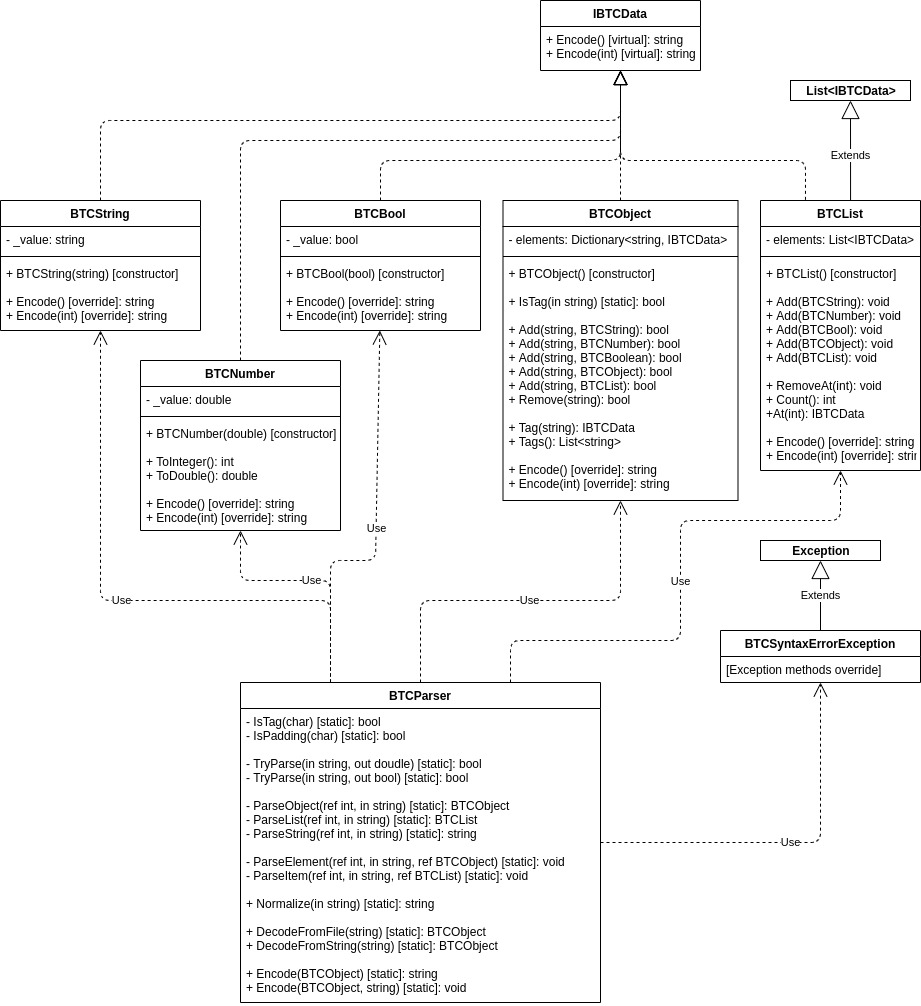 IBTCData
+ Encode() [virtual]: string
+ Encode(int) [virtual]: string
List<IBTCData>
Extends
BTCString
- _value: string
+ BTCString(string) [constructor]
+ Encode() [override]: string
+ Encode(int) [override]: string
BTCBool
- _value: bool
+ BTCBool(bool) [constructor]
+ Encode() [override]: string
+ Encode(int) [override]: string
BTCObject
- elements: Dictionary<string, IBTCData>
+ BTCObject() [constructor]
+ IsTag(in string) [static]: bool
+ Add(string, BTCString): bool
+ Add(string, BTCNumber): bool
+ Add(string, BTCBoolean): bool
+ Add(string, BTCObject): bool
+ Add(string, BTCList): bool
+ Remove(string): bool
+ Tag(string): IBTCData
+ Tags(): List<string>
+ Encode() [override]: string
+ Encode(int) [override]: string
BTCList
- elements: List<IBTCData>
+ BTCList() [constructor]
+ Add(BTCString): void
+ Add(BTCNumber): void
+ Add(BTCBool): void
+ Add(BTCObject): void
+ Add(BTCList): void
+ RemoveAt(int): void
+ Count(): int
+At(int): IBTCData
+ Encode() [override]: string
+ Encode(int) [override]: strin
BTCNumber
- _value: double
+ BTCNumber(double) [constructor]
+ ToInteger(): int
+ ToDouble(): double
+ Encode() [override]: string
+ Encode(int) [override]: string
Use
Use
Use
Use
Use
Exception
Extends
BTCSyntaxErrorException
[Exception methods override]
BTCParser
- IsTag(char) [static]: bool
- IsPadding(char) [static]: bool
- TryParse(in string, out doudle) [static]: bool
- TryParse(in string, out bool) [static]: bool
- ParseObject(ref int, in string) [static]: BTCObject
- ParseList(ref int, in string) [static]: BTCList
- ParseString(ref int, in string) [static]: string
- ParseElement(ref int, in string, ref BTCObject) [static]: void
- ParseItem(ref int, in string, ref BTCList) [static]: void
+ Normalize(in string) [static]: string
+ DecodeFromFile(string) [static]: BTCObject
+ DecodeFromString(string) [static]: BTCObject
+ Encode(BTCObject) [static]: string
+ Encode(BTCObject, string) [static]: void
Use